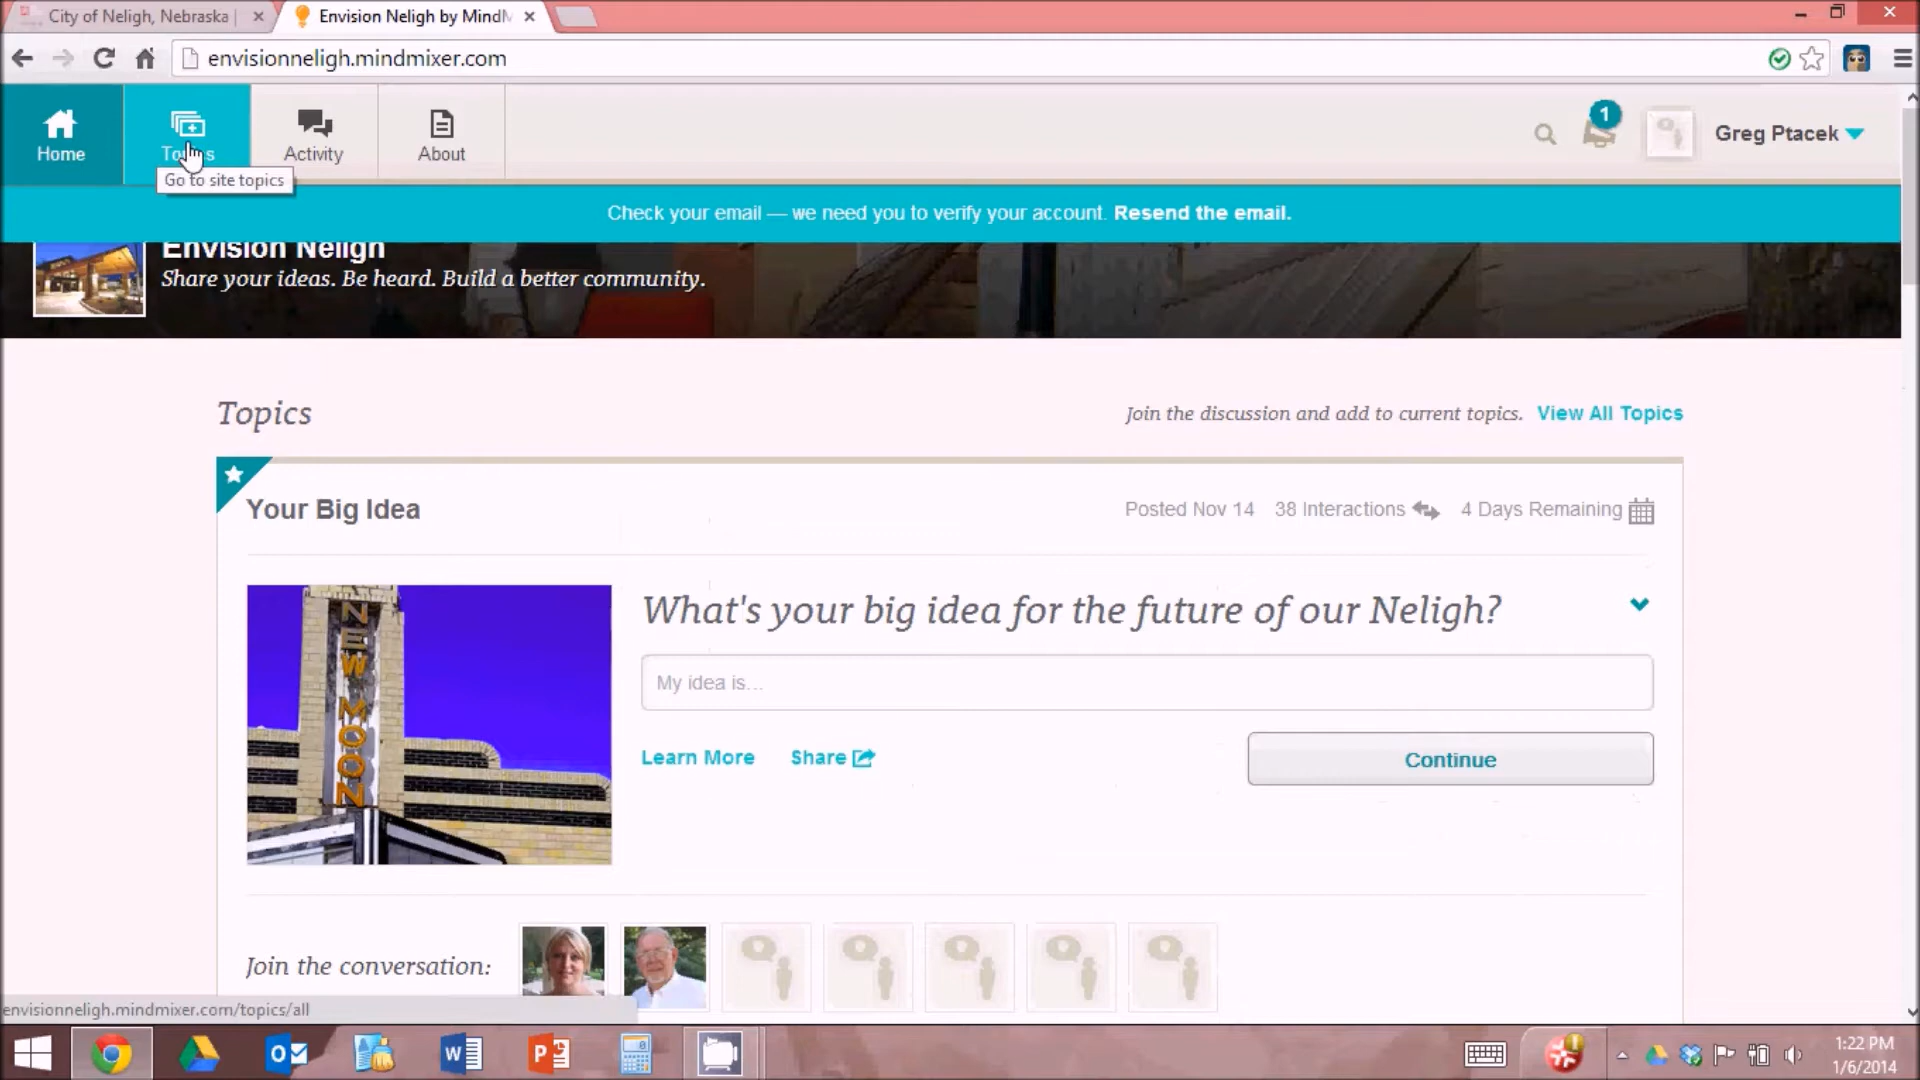 City of Neligh, Nebraska |
Envision Neligh by MindM
envisionneligh.mindmixer.com
Home
Topics
Activity
About
1
Greg Ptacek
Go to site topics
Check your email — we need you to verify your account. Resend the email.
Envision Neligh
Share your ideas. Be heard. Build a better community.
Topics
Join the discussion and add to current topics. View All Topics
Your Big Idea
Posted Nov 14 38 Interactions 4 Days Remaining
NEW MOON
What's your big idea for the future of our Neligh?
My idea is...
Learn More Share
Continue
Join the conversation:
envisionneligh.mindmixer.com/topics/all
1:22 PM
1/6/2014